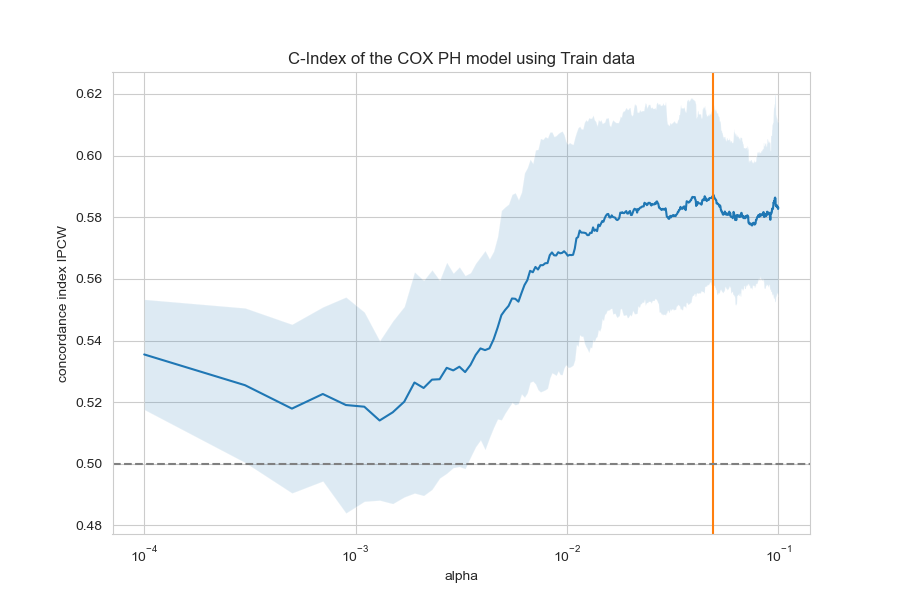 C-Index of the COX PH model using Train data
concordance index IPCW
0.62
0.60
0.58
0.56
0.54
0.52
0.50
0.48
10⁻⁴ 10⁻³ 10⁻² 10⁻¹
alpha